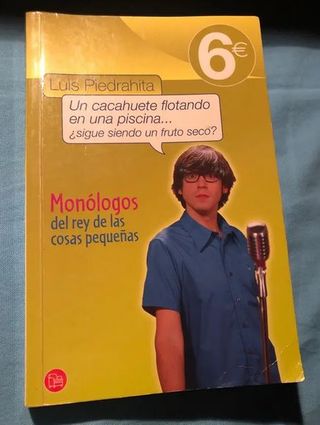 6€
Luis Piedrahita
Un cacahuete flotando
en una piscina...
¿sigue siendo un fruto seco?
Monólogos
del rey de las
cosas pequeñas